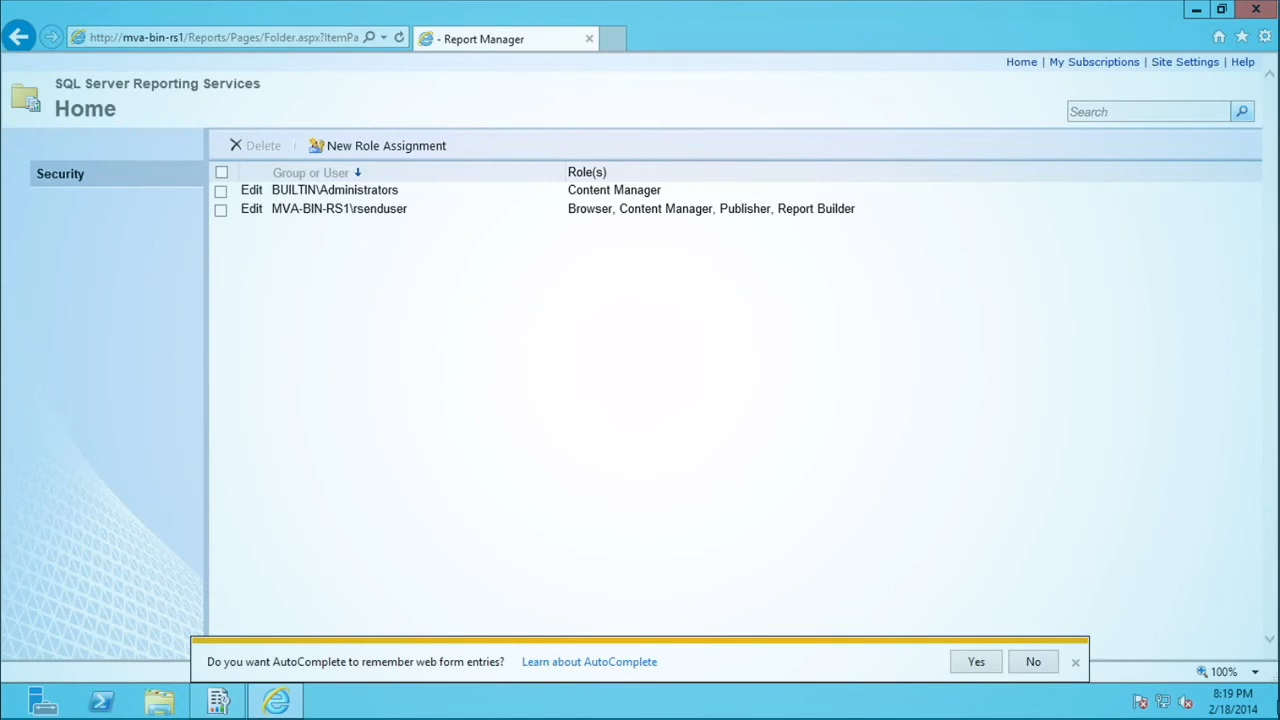 http://mva-bin-rs1/Reports/Pages/Folder.aspx?ItemPa
- Report Manager
Home | My Subscriptions | Site Settings | Help
SQL Server Reporting Services
Home
Search
Delete
New Role Assignment
Security
Group or User
Role(s)
Edit BUILTIN\Administrators Content Manager
Edit MVA-BIN-RS1\rsenduser Browser, Content Manager, Publisher, Report Builder
Do you want AutoComplete to remember web form entries? Learn about AutoComplete Yes No
100%
8:19 PM
2/18/2014